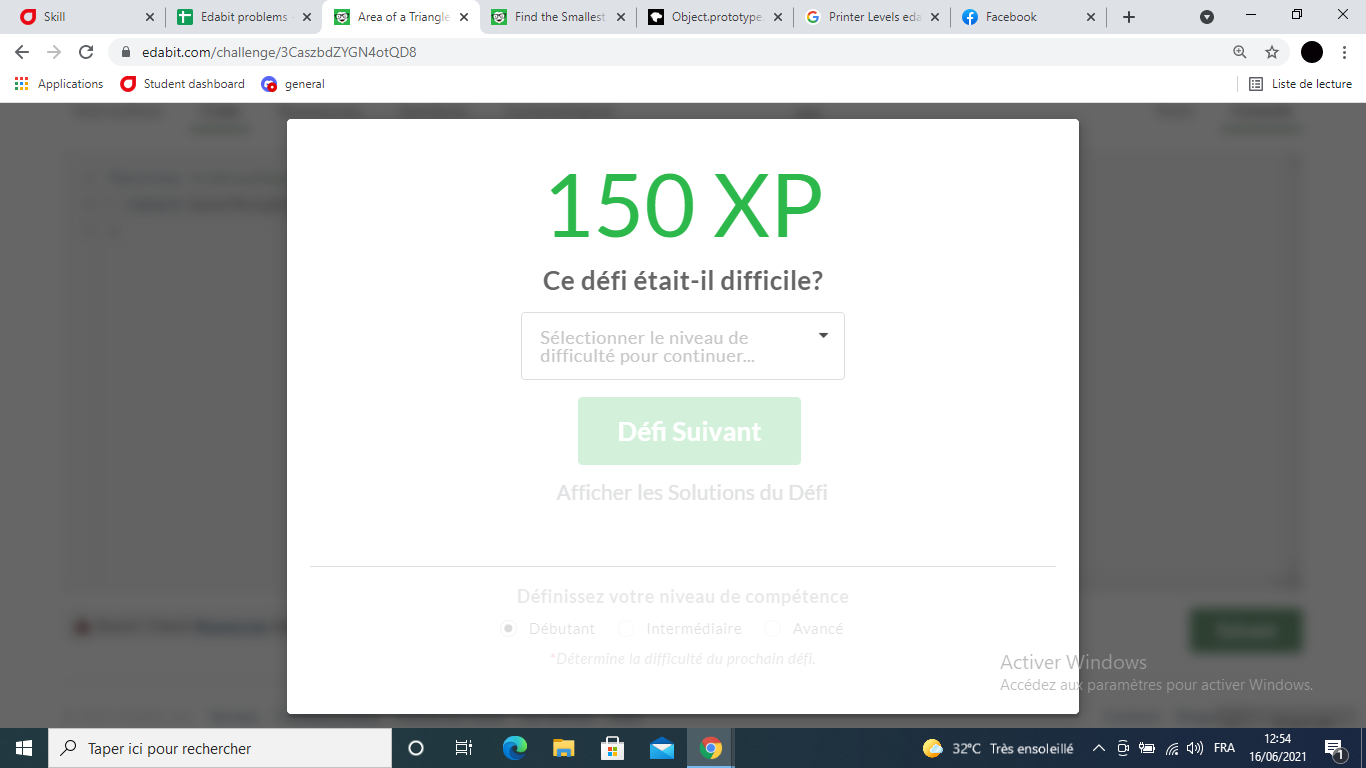 Skill
Edabit problems
Area of a Triangle
Find the Smallest
Object.prototype
Printer Levels eda
Facebook
edabit.com/challenge/3CaszbdZYGN4otQD8
Applications
Student dashboard
general
Liste de lecture
150 XP
Ce défi était-il difficile?
Sélectionner le niveau de
difficulté pour continuer...
Défi Suivant
Afficher les Solutions du Défi
Définissez votre niveau de compétence
Débutant
Intermédiaire
Avancé
*Détermine la difficulté du prochain défi.
Activer Windows
Accédez aux paramètres pour activer Windows.
Taper ici pour rechercher
32°C Très ensoleillé
FRA
12:54
16/06/2021
1